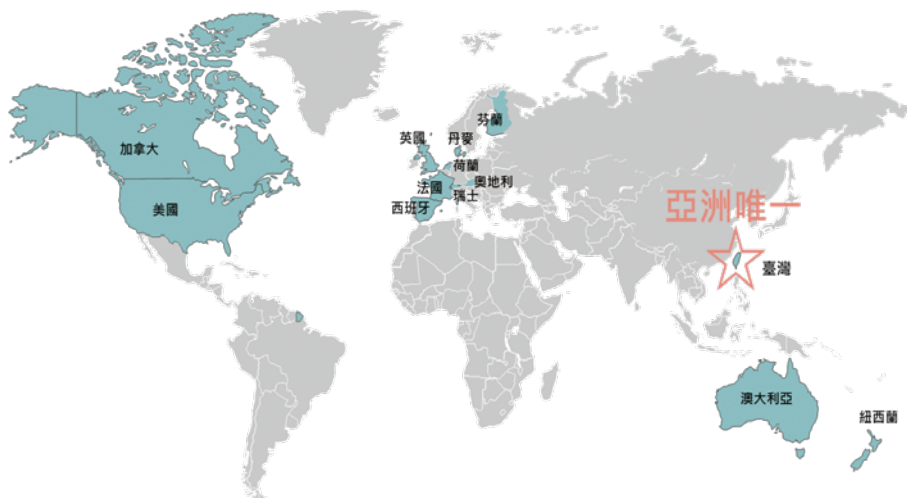 加拿大
美國
英國
丹麥
芬蘭
荷蘭
奧地利
法國
瑞士
西班牙
亞洲唯一
臺灣
澳大利亞
紐西蘭